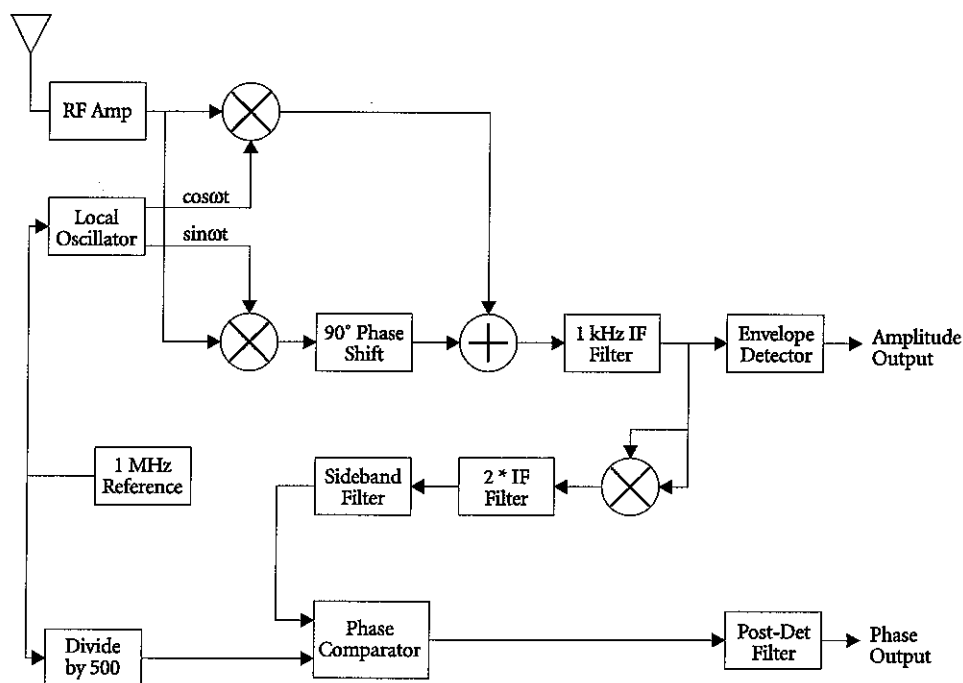 RF Amp
cosωt
Local
Oscillator
sinωt
90° Phase
Shift
1 kHz IF
Filter
Envelope
Detector
Amplitude
Output
1 MHz
Reference
Sideband
Filter
2 * IF
Filter
Divide
by 500
Phase
Comparator
Post-Det
Filter
Phase
Output